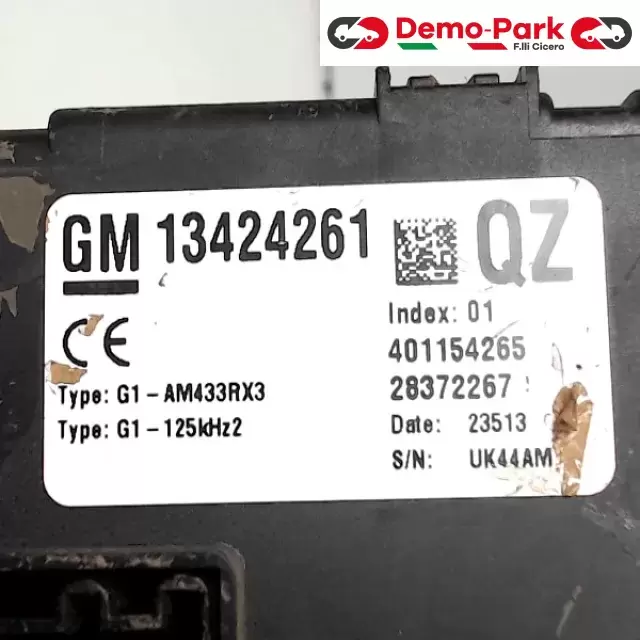 Demo-Park
F.lli Cicero
GM 13424261 QZ
CE
Type: G1-AM433RX3
Type: G1-125kHz2
Index: 01
401154265
28372267
Date: 23513
S/N: UK44AM